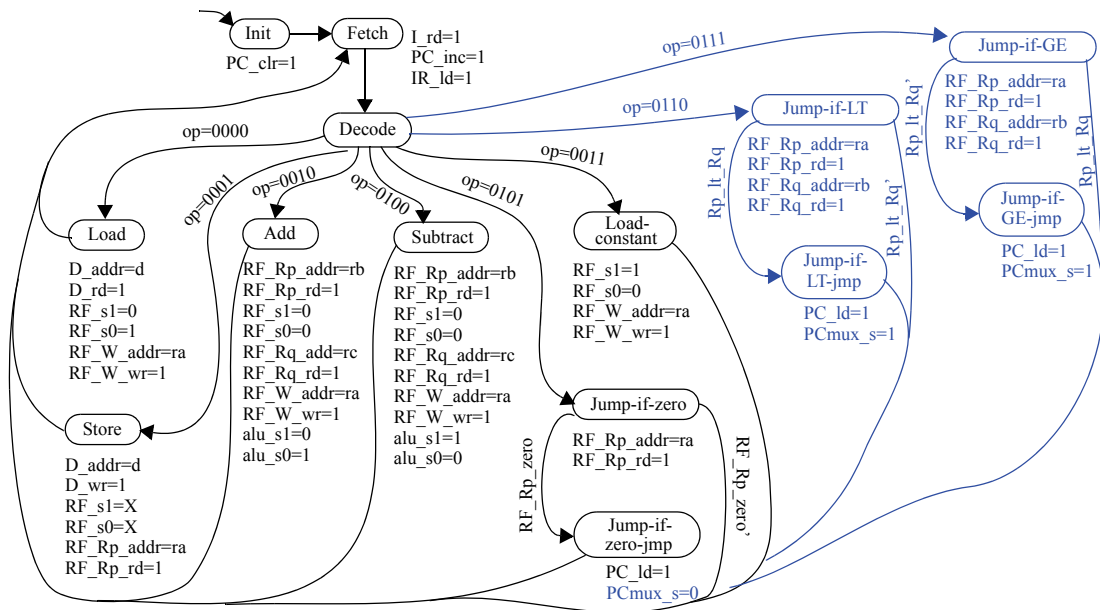 Init
PC_clr=1
Fetch
I_rd=1
PC_inc=1
IR_ld=1
Decode
op=0000
op=0001
op=0010
op=0100
op=0101
op=0011
op=0110
op=0111
Load
D_addr=d
D_rd=1
RF_s1=0
RF_s0=1
RF_W_addr=ra
RF_W_wr=1
Store
D_addr=d
D_wr=1
RF_s1=X
RF_s0=X
RF_Rp_addr=ra
RF_Rp_rd=1
Add
RF_Rp_addr=rb
RF_Rp_rd=1
RF_s1=0
RF_s0=0
RF_Rq_add=rc
RF_Rq_rd=1
RF_W_addr=ra
RF_W_wr=1
alu_s1=0
alu_s0=1
Subtract
RF_Rp_addr=rb
RF_Rp_rd=1
RF_s1=0
RF_s0=0
RF_Rq_addr=rc
RF_Rq_rd=1
RF_W_addr=ra
RF_W_wr=1
alu_s1=1
alu_s0=0
Load-
constant
RF_s1=1
RF_s0=0
RF_W_addr=ra
RF_W_wr=1
Jump-if-zero
RF_Rp_addr=ra
RF_Rp_rd=1
RF_Rp_zero
RF_Rp_zero’
Jump-if-
zero-jmp
PC_ld=1
PCmux_s=0
Jump-if-LT
RF_Rp_addr=ra
RF_Rp_rd=1
RF_Rq_addr=rb
RF_Rq_rd=1
Rp_lt_Rq
Rp_lt_Rq’
Jump-if-
LT-jmp
PC_ld=1
PCmux_s=1
Jump-if-GE
RF_Rp_addr=ra
RF_Rp_rd=1
RF_Rq_addr=rb
RF_Rq_rd=1
Rp_lt_Rq’
Rp_lt_Rq
Jump-if-
GE-jmp
PC_ld=1
PCmux_s=1